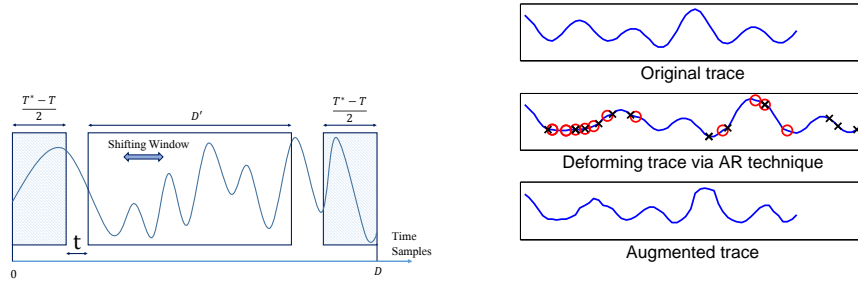 T* − T
2
D′
T* − T
2
Shifting Window
t
Time
Samples
0
D
Original trace
Deforming trace via AR technique
Augmented trace